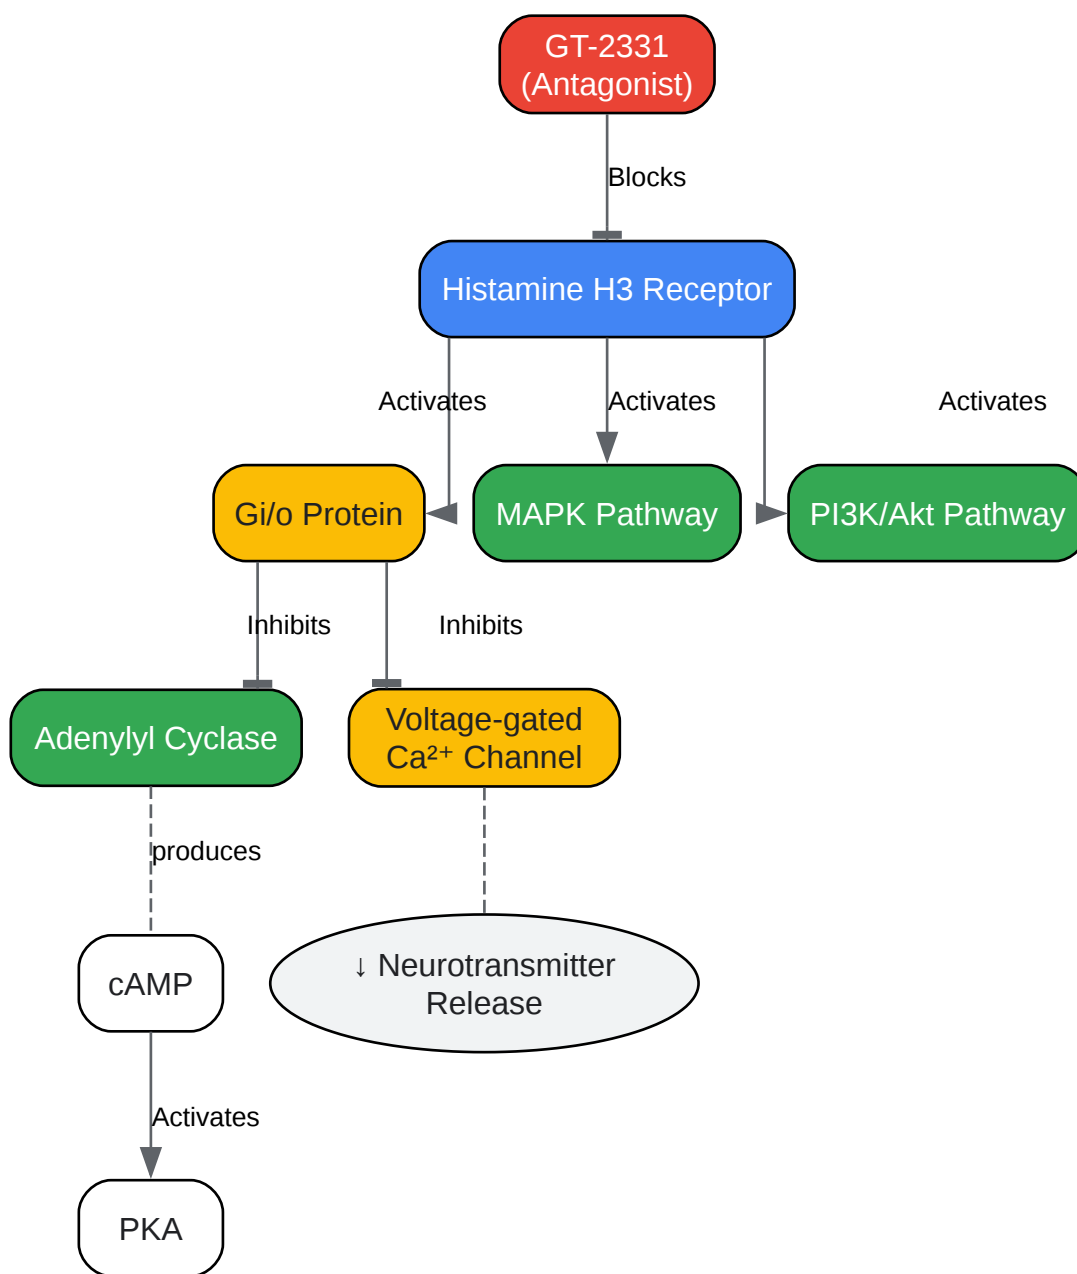 GT-2331
(Antagonist)
Blocks
Histamine H3 Receptor
Activates
Activates
Activates
Gi/o Protein
MAPK Pathway
PI3K/Akt Pathway
Inhibits
Inhibits
Adenylyl Cyclase
Voltage-gated
Ca²⁺ Channel
produces
cAMP
↓ Neurotransmitter
Release
Activates
PKA